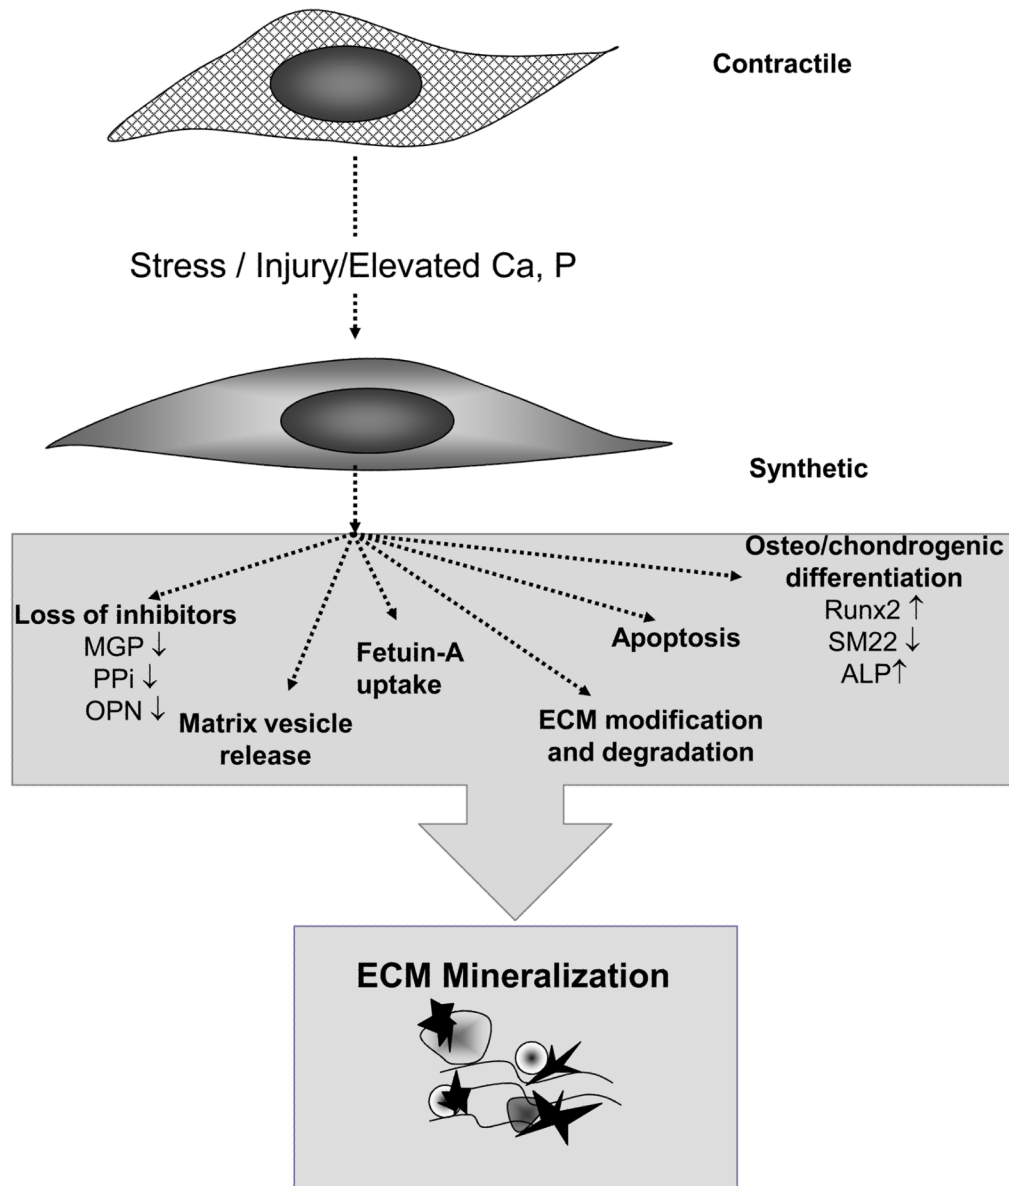 Contractile
Stress / Injury/Elevated Ca, P
Synthetic
Osteo/chondrogenic
differentiation
Runx2 ↑
SM22 ↓
ALP↑
Loss of inhibitors
MGP ↓
PPi ↓
OPN ↓
Matrix vesicle
release
Fetuin-A
uptake
ECM modification
and degradation
Apoptosis
ECM Mineralization